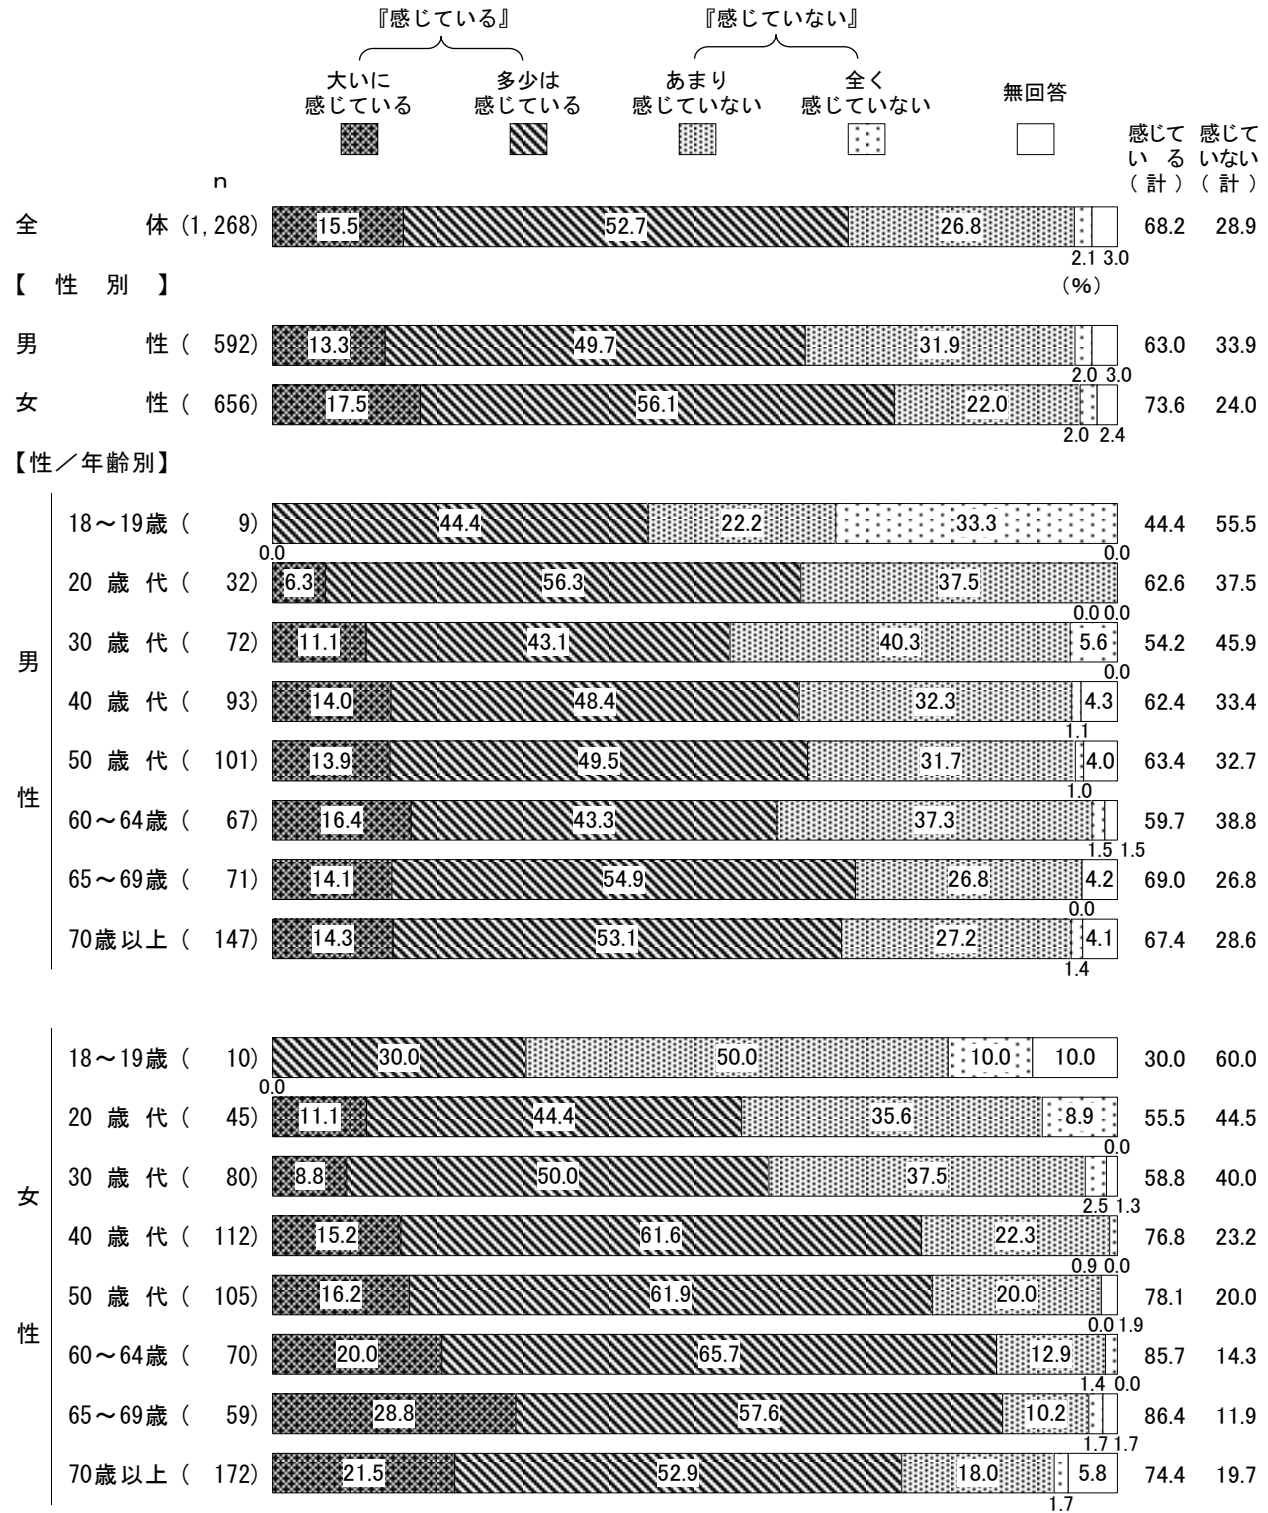 『感じている』 『感じていない』
大いに 多少は あまり 全く 無回答
感じている 感じている 感じていない 感じていない
感じて 感じて
い る いない
（計） （計）
n
全 体 (1,268) 15.5 52.7 26.8 68.2 28.9
2.1 3.0
【 性 別 】 （%）
男 性 ( 592) 13.3 49.7 31.9 63.0 33.9
2.0 3.0
女 性 ( 656) 17.5 56.1 22.0 73.6 24.0
2.0 2.4
【性／年齢別】
男性
18～19歳 ( 9) 44.4 22.2 33.3 44.4 55.5
0.0 0.0
20 歳 代 ( 32) 6.3 56.3 37.5 62.6 37.5
0.0 0.0
30 歳 代 ( 72) 11.1 43.1 40.3 5.6 54.2 45.9
0.0
40 歳 代 ( 93) 14.0 48.4 32.3 4.3 62.4 33.4
1.1
50 歳 代 ( 101) 13.9 49.5 31.7 4.0 63.4 32.7
1.0
60～64歳 ( 67) 16.4 43.3 37.3 59.7 38.8
1.5 1.5
65～69歳 ( 71) 14.1 54.9 26.8 4.2 69.0 26.8
0.0
70歳以上 ( 147) 14.3 53.1 27.2 4.1 67.4 28.6
1.4
女性
18～19歳 ( 10) 30.0 50.0 10.0 10.0 30.0 60.0
0.0
20 歳 代 ( 45) 11.1 44.4 35.6 8.9 55.5 44.5
0.0
30 歳 代 ( 80) 8.8 50.0 37.5 58.8 40.0
2.5 1.3
40 歳 代 ( 112) 15.2 61.6 22.3 76.8 23.2
0.9 0.0
50 歳 代 ( 105) 16.2 61.9 20.0 78.1 20.0
0.0 1.9
60～64歳 ( 70) 20.0 65.7 12.9 85.7 14.3
1.4 0.0
65～69歳 ( 59) 28.8 57.6 10.2 86.4 11.9
1.7 1.7
70歳以上 ( 172) 21.5 52.9 18.0 5.8 74.4 19.7
1.7